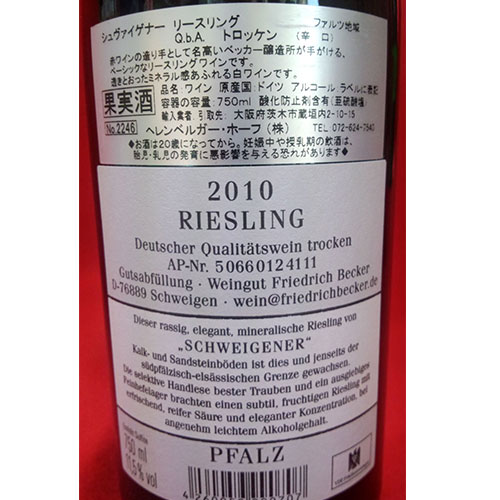 シュヴァイゲナー リースリング ファルツ地域
Q.b.A. トロッケン (辛口)
赤ワインの造り手として名高いベッカー醸造所が手がける、
ベーシックなリースリングワインです。
透きとおったミネラル感あふれる白ワインです。
果実酒
品名:ワイン 原産国:ドイツ アルコール:ラベルに表記
容器の容量:750ml 酸化防止剤含有(亜硫酸塩)
輸入業者:引取先:大阪府茨木市蔵垣内2-10-15
No.2246
ヘレンベルガー・ホーフ(株) TEL. 072-624-7540
◆お酒は20歳になってから。妊娠中や授乳期の飲酒は、
胎児・乳児の発育に悪影響を与える恐れがあります。◆
2010
RIESLING
Deutscher Qualitätswein trocken
AP-Nr. 50660124111
Gutsabfüllung · Weingut Friedrich Becker
D-76889 Schweigen · wein@friedrichbecker.de
Dieser rassig, elegant, mineralische Riesling von
„SCHWEIGENER“
Kalk- und Sandsteinböden ist dies und jenseits der
südpfälzisch-elsässischen Grenze gewachsen.
Die selektive Handlese bester Trauben und ein ausgiebiges
Feinhefelager brachten einen subtil, fruchtigen Riesling mit
erfrischend, reifer Säure und eleganter Konzentration, bei
angenehm leichtem Alkoholgehalt.
750 ml
11,5 % vol
PFALZ